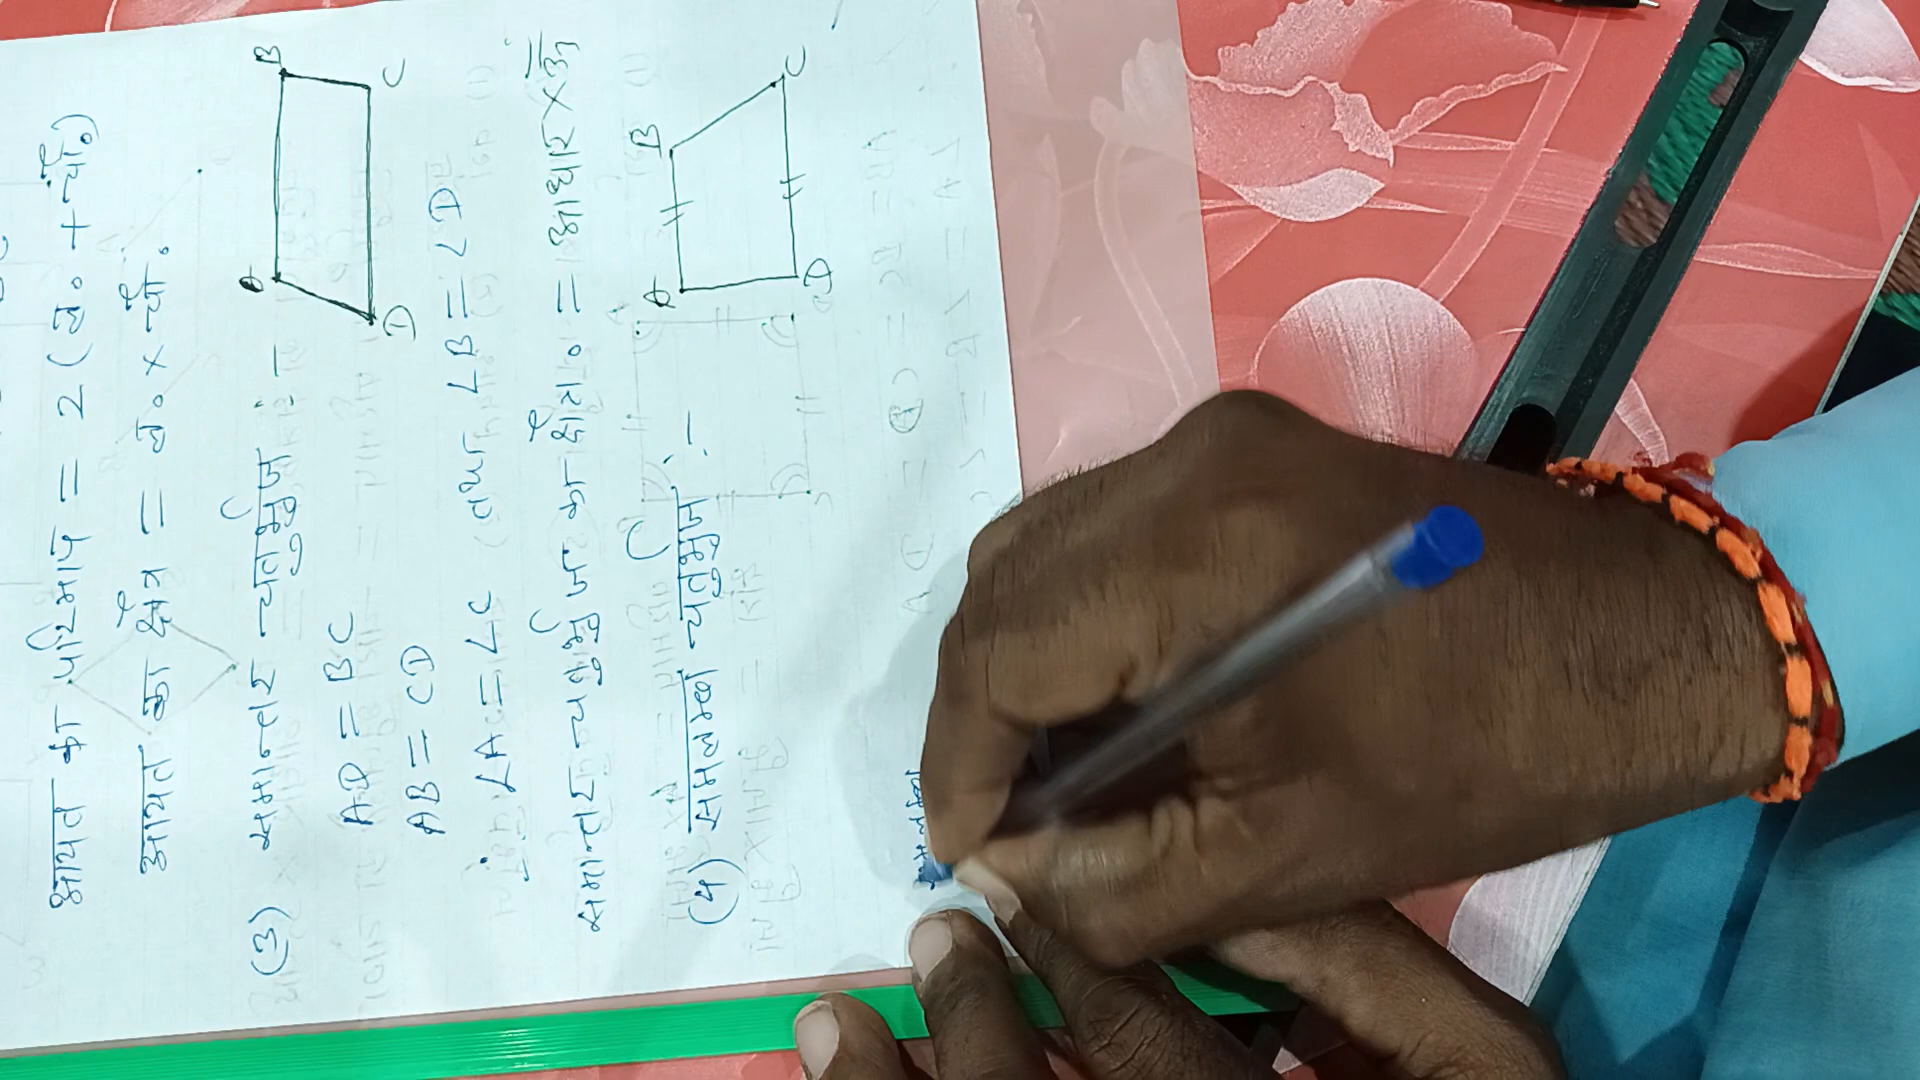 आयत का परिमाप = 2 (ल० + चौ०)
आयत का क्षेत्र = ल० × चौ०
(3) समान्तर चतुर्भुज :-
A B C D
AD = BC
AB = CD
∠A = ∠C (तथा ∠B = ∠D
समान्तर चतुर्भुज का क्षे० = आधार × ऊँ
(4) समलम्ब चतुर्भुज :-
A B C D